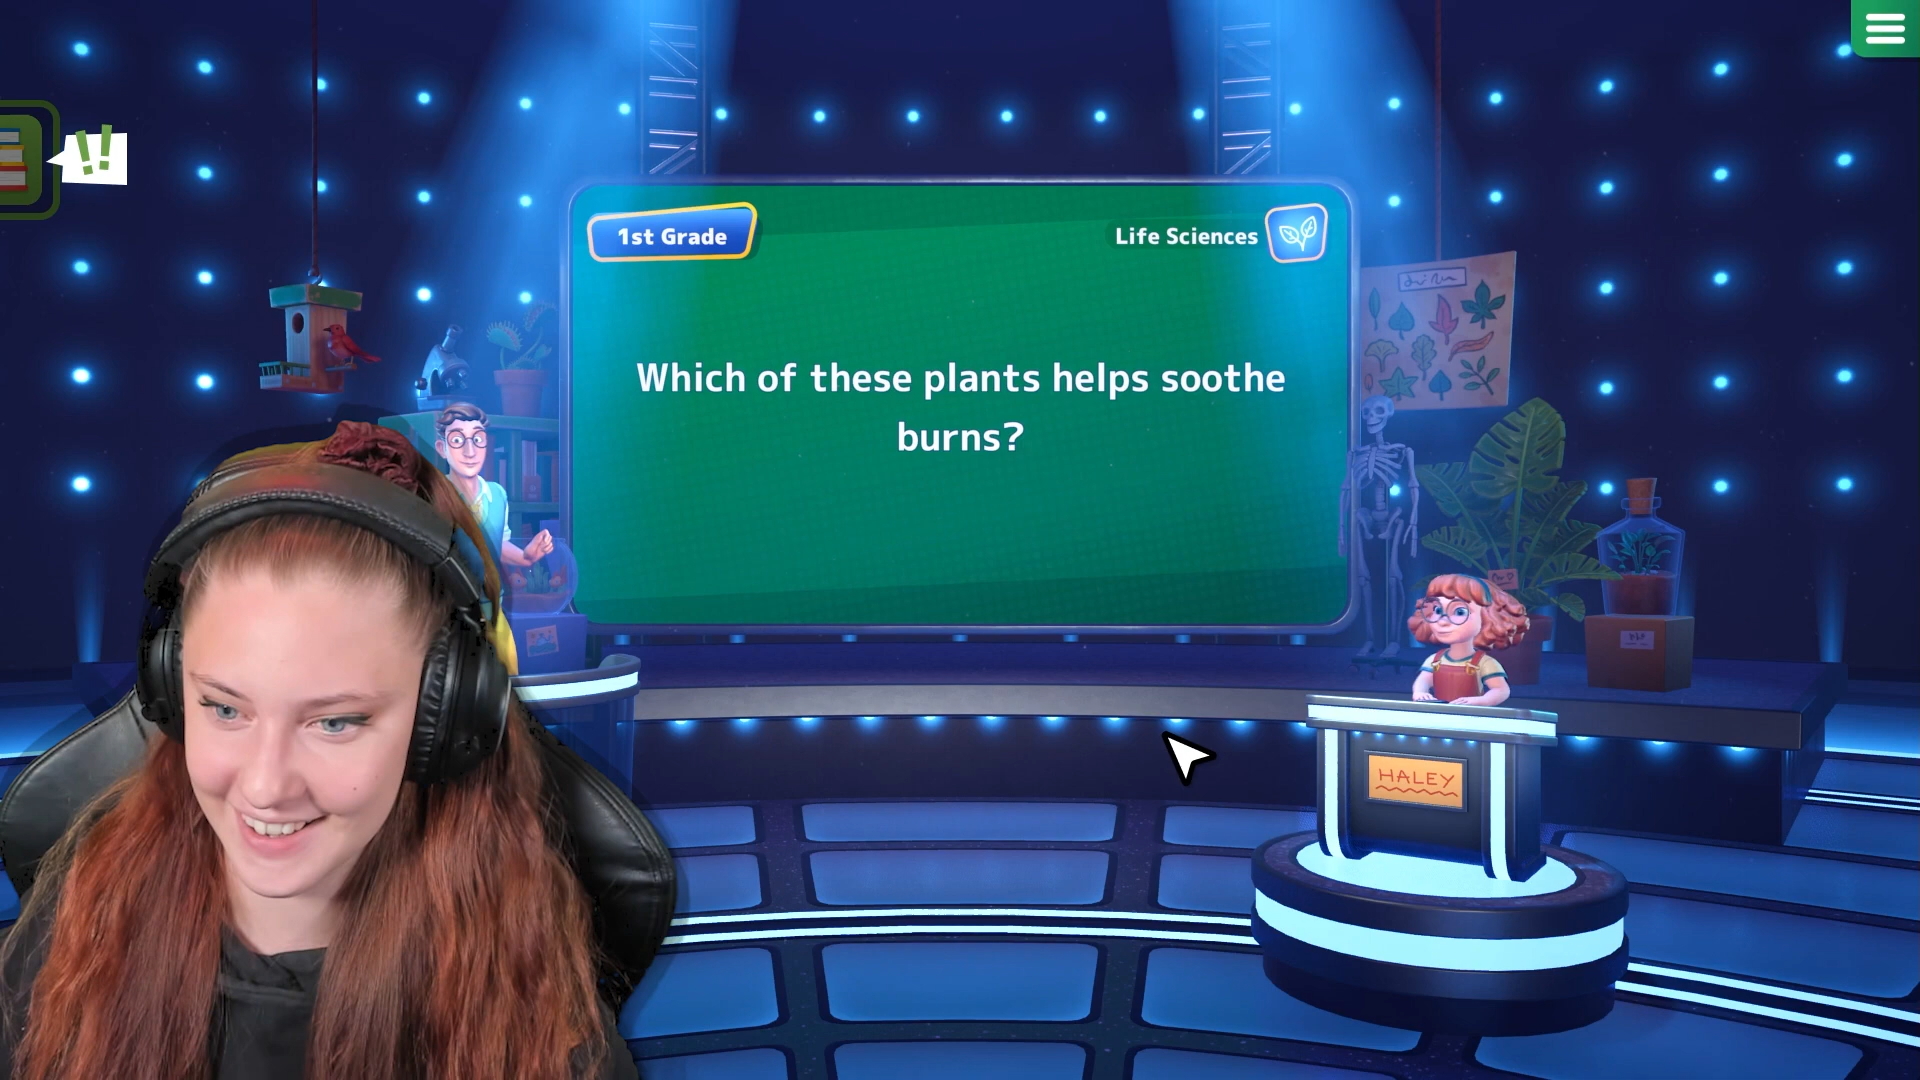 !!
1st Grade
Life Sciences
Which of these plants helps soothe
burns?
HALEY